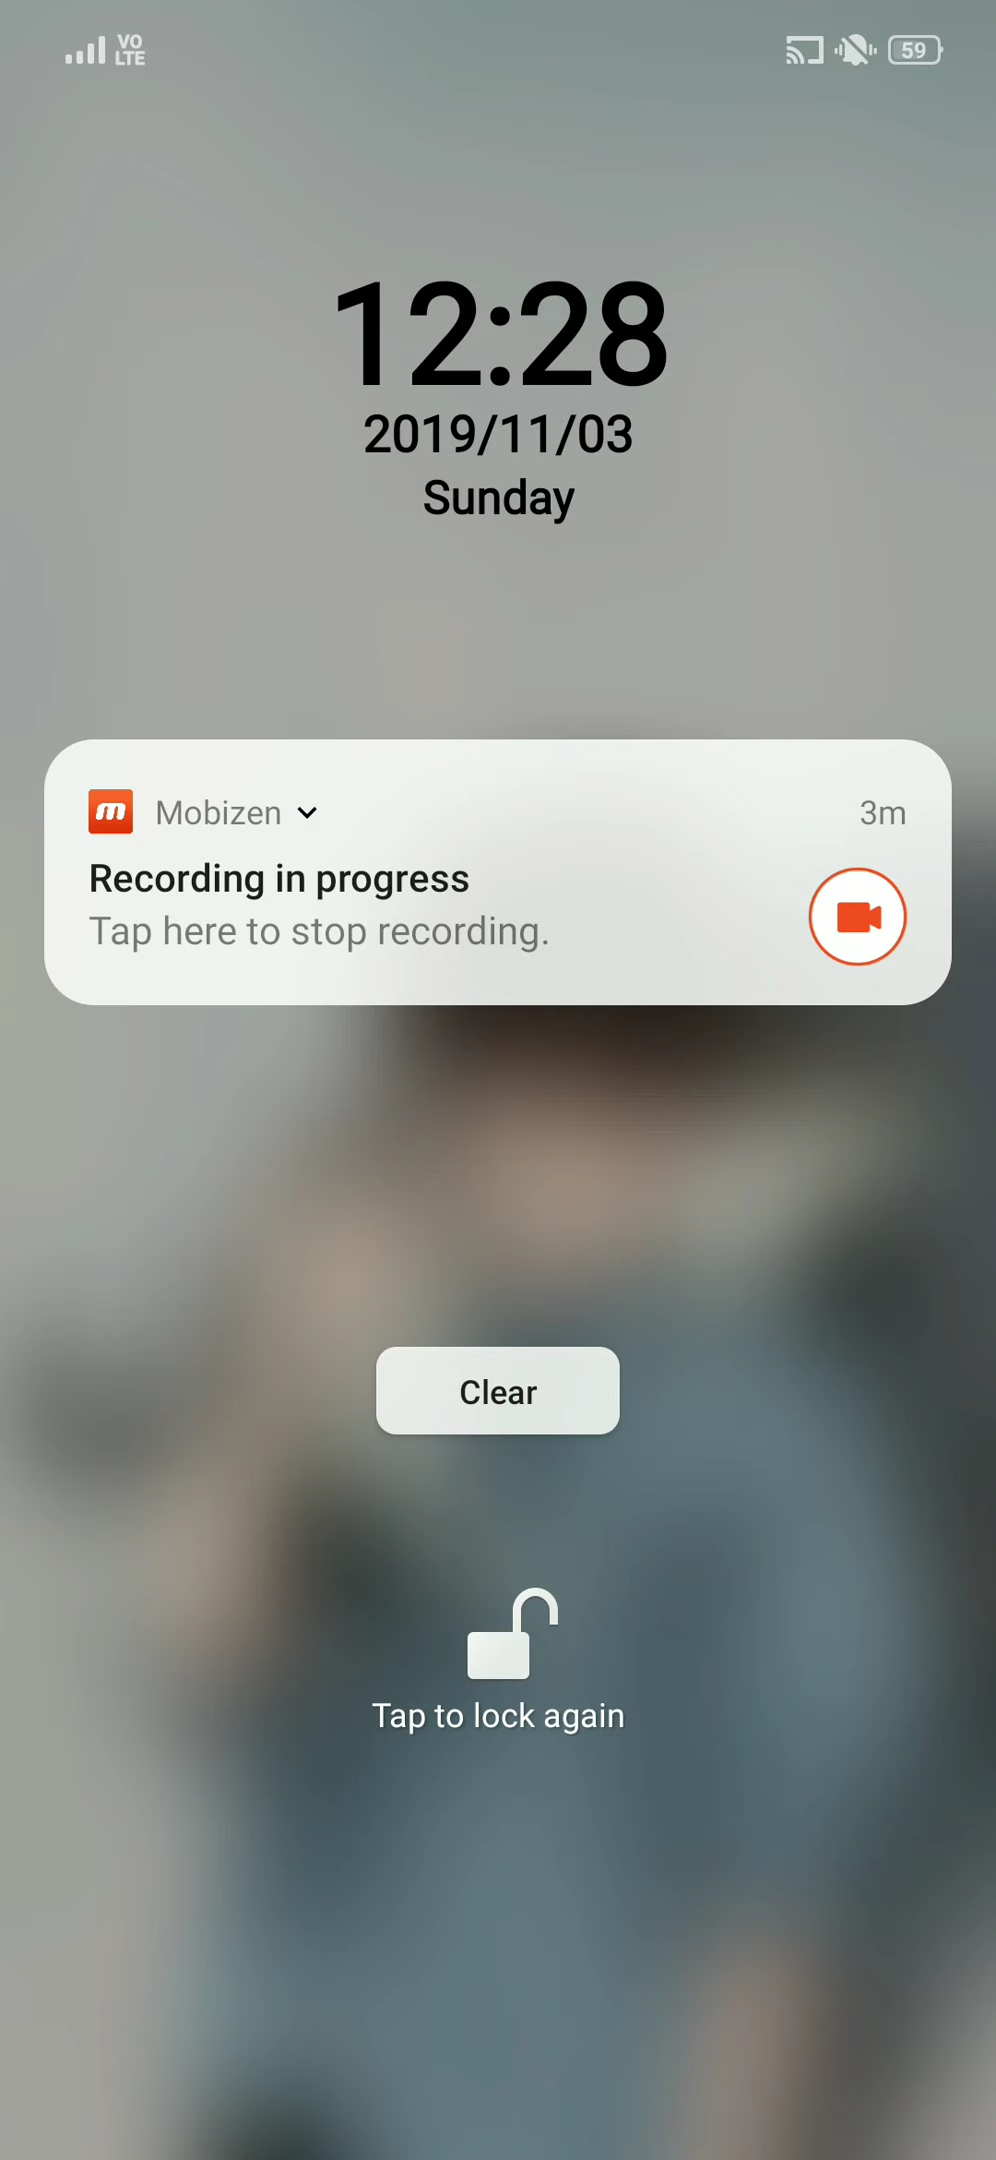 VO
LTE
59
12:28
2019/11/03
Sunday
Mobizen
3m
Recording in progress
Tap here to stop recording.
Clear
Tap to lock again